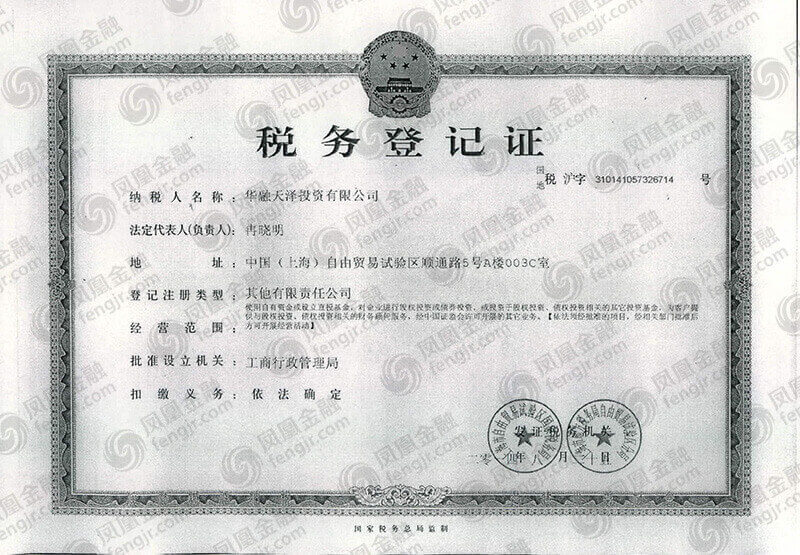 税务登记证
国
地 税 沪 字 310141057326714 号
纳税人名称： 华融天泽投资有限公司
法定代表人(负责人)： 冉晓明
地址： 中国（上海）自由贸易试验区顺通路5号A楼003C室
登记注册类型： 其他有限责任公司
使用自有资金或设立直投基金，对企业进行股权投资或债券投资，或投资于股权投资、债权投资相关的其它投资基金，为客户提
经营范围： 供与股权投资、债权投资相关的财务顾问服务，经中国证监会许可开展的其它业务。【依法须经批准的项目，经相关部门批准后
方可开展经营活动】
批准设立机关： 工商行政管理局
扣缴义务： 依法确定
发证税务机关
二〇 年八月 十日
国家税务总局监制
凤凰金融
fengjr.com